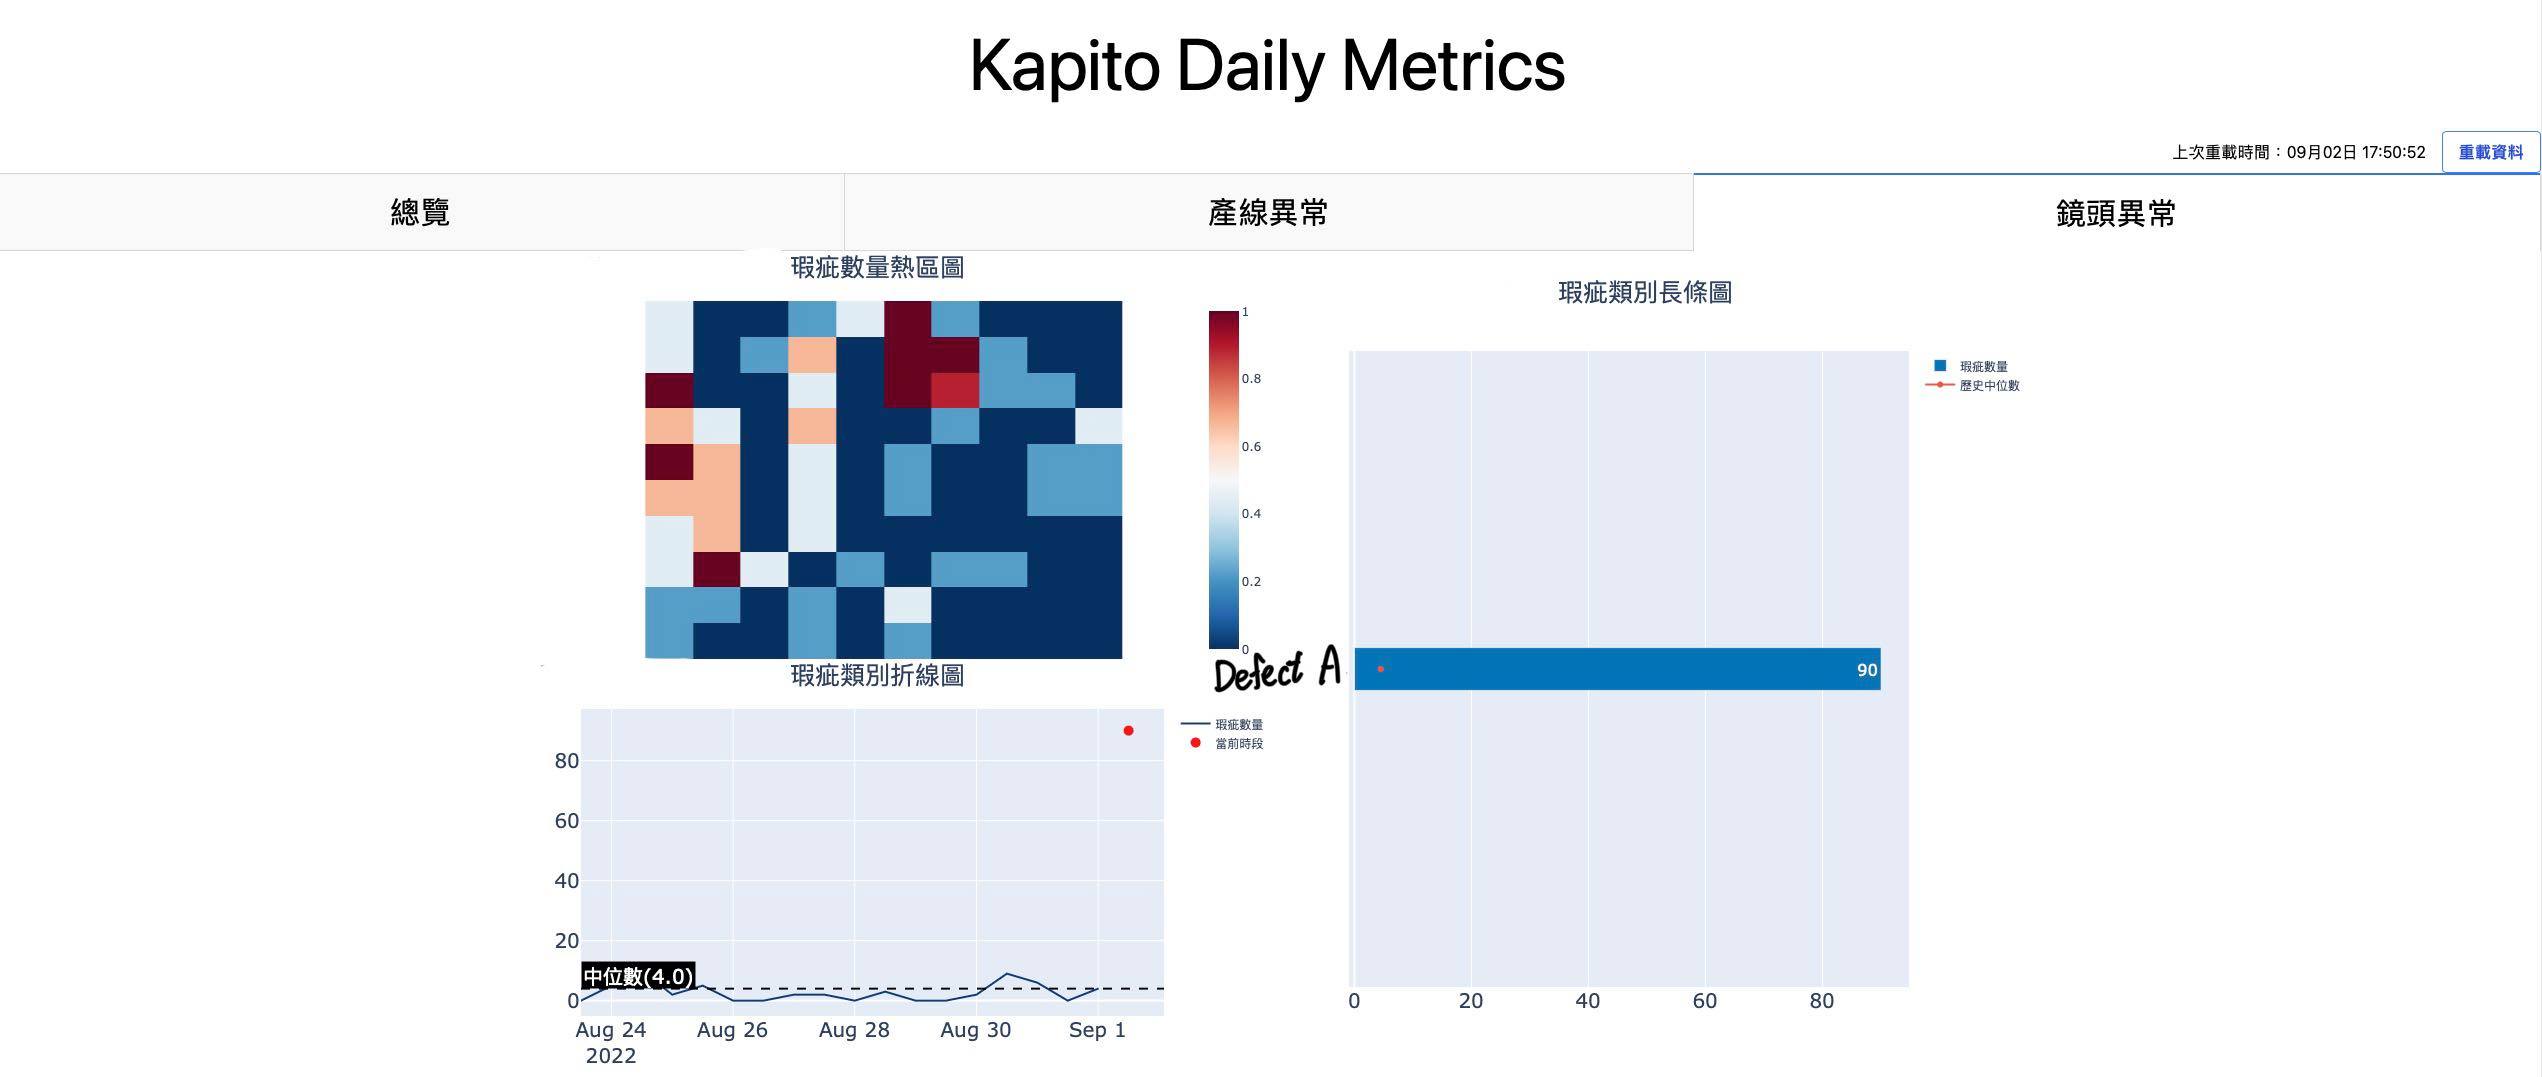 Kapito Daily Metrics
上次重載時間：09月02日 17:50:52
重載資料
總覽
產線異常
鏡頭異常
瑕疵數量熱區圖
1
0.8
0.6
0.4
0.2
0
瑕疵類別長條圖
瑕疵數量
歷史中位數
Defect A
90
0 20 40 60 80
瑕疵類別折線圖
瑕疵數量
當前時段
80
60
40
20
中位數(4.0)
0
Aug 24 Aug 26 Aug 28 Aug 30 Sep 1
2022